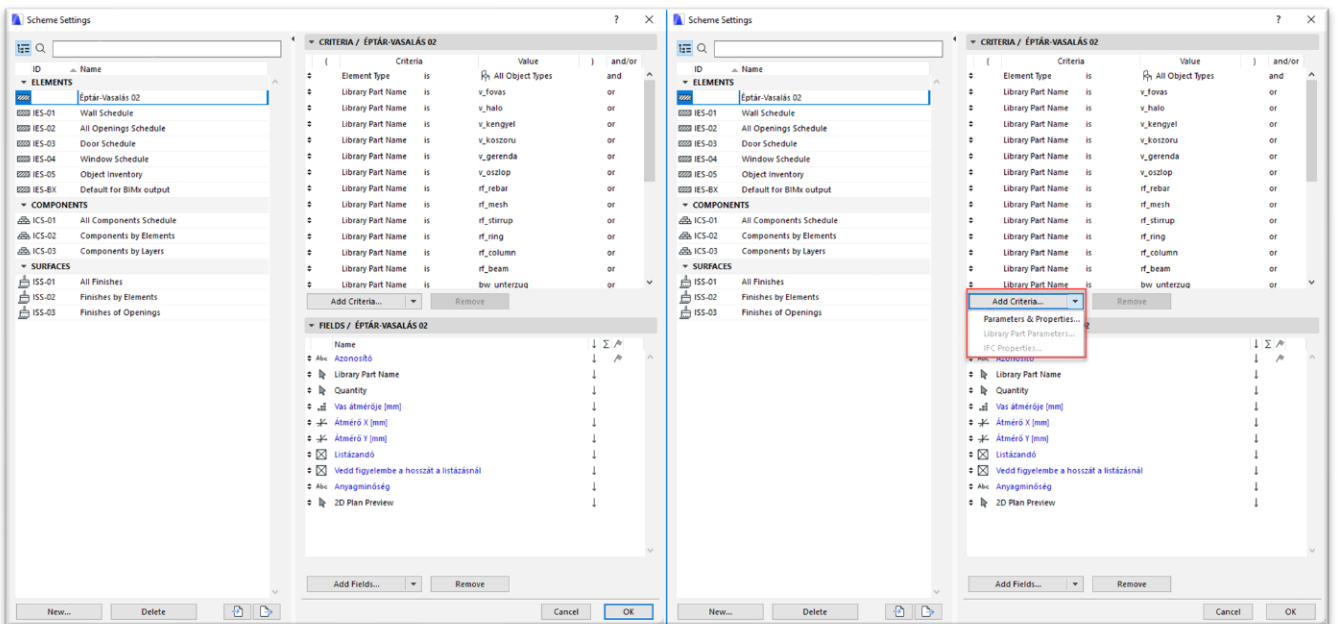 Scheme Settings
?
ID Name
ELEMENTS
Éptár-Vasalás 02
IES-01 Wall Schedule
IES-02 All Openings Schedule
IES-03 Door Schedule
IES-04 Window Schedule
IES-05 Object Inventory
IES-BX Default for BIMx output
COMPONENTS
ICS-01 All Components Schedule
ICS-02 Components by Elements
ICS-03 Components by Layers
SURFACES
ISS-01 All Finishes
ISS-02 Finishes by Elements
ISS-03 Finishes of Openings
New... Delete
CRITERIA / ÉPTÁR-VASALÁS 02
( Criteria Value ) and/or
Element Type is All Object Types and
Library Part Name is v_fovas or
Library Part Name is v_halo or
Library Part Name is v_kengyel or
Library Part Name is v_koszoru or
Library Part Name is v_gerenda or
Library Part Name is v_oszlop or
Library Part Name is rf_rebar or
Library Part Name is rf_mesh or
Library Part Name is rf_stirrup or
Library Part Name is rf_ring or
Library Part Name is rf_column or
Library Part Name is rf_beam or
Library Part Name is bw_unterzug or
Add Criteria... Remove
FIELDS / ÉPTÁR-VASALÁS 02
Name
Abc Azonosító
Library Part Name
Quantity
Vas átmérője [mm]
Átmérő X [mm]
Átmérő Y [mm]
Listázandó
Vedd figyelembe a hosszát a listázásnál
Abc Anyagminőség
2D Plan Preview
Add Fields... Remove
Cancel OK
Scheme Settings
?
ID Name
ELEMENTS
Éptár-Vasalás 02
IES-01 Wall Schedule
IES-02 All Openings Schedule
IES-03 Door Schedule
IES-04 Window Schedule
IES-05 Object Inventory
IES-BX Default for BIMx output
COMPONENTS
ICS-01 All Components Schedule
ICS-02 Components by Elements
ICS-03 Components by Layers
SURFACES
ISS-01 All Finishes
ISS-02 Finishes by Elements
ISS-03 Finishes of Openings
New... Delete
CRITERIA / ÉPTÁR-VASALÁS 02
( Criteria Value ) and/or
Element Type is All Object Types and
Library Part Name is v_fovas or
Library Part Name is v_halo or
Library Part Name is v_kengyel or
Library Part Name is v_koszoru or
Library Part Name is v_gerenda or
Library Part Name is v_oszlop or
Library Part Name is rf_rebar or
Library Part Name is rf_mesh or
Library Part Name is rf_stirrup or
Library Part Name is rf_ring or
Library Part Name is rf_column or
Library Part Name is rf_beam or
Library Part Name is bw_unterzug or
Add Criteria... Remove
Parameters & Properties...
Library Part Parameters...
IFC Properties...
2
Abc Azonosító
Library Part Name
Quantity
Vas átmérője [mm]
Átmérő X [mm]
Átmérő Y [mm]
Listázandó
Vedd figyelembe a hosszát a listázásnál
Abc Anyagminőség
2D Plan Preview
Add Fields... Remove
Cancel OK